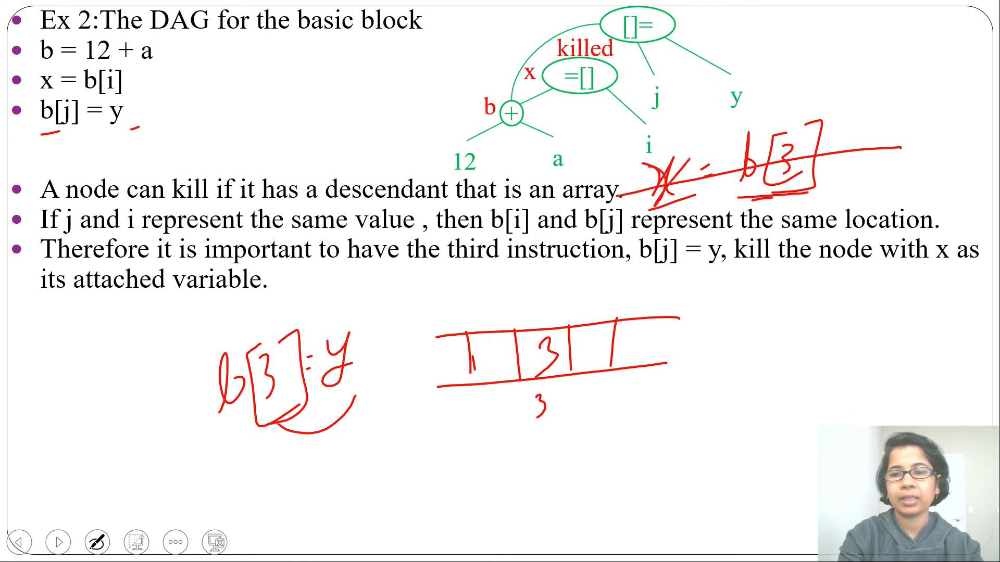 Ex 2:The DAG for the basic block
b = 12 + a
x = b[i]
b[j] = y
[]=
killed
x =[]
j
y
b +
12
a
i
x = b[3]
A node can kill if it has a descendant that is an array.
If j and i represent the same value , then b[i] and b[j] represent the same location.
Therefore it is important to have the third instruction, b[j] = y, kill the node with x as
its attached variable.
b[3] = y
3
3